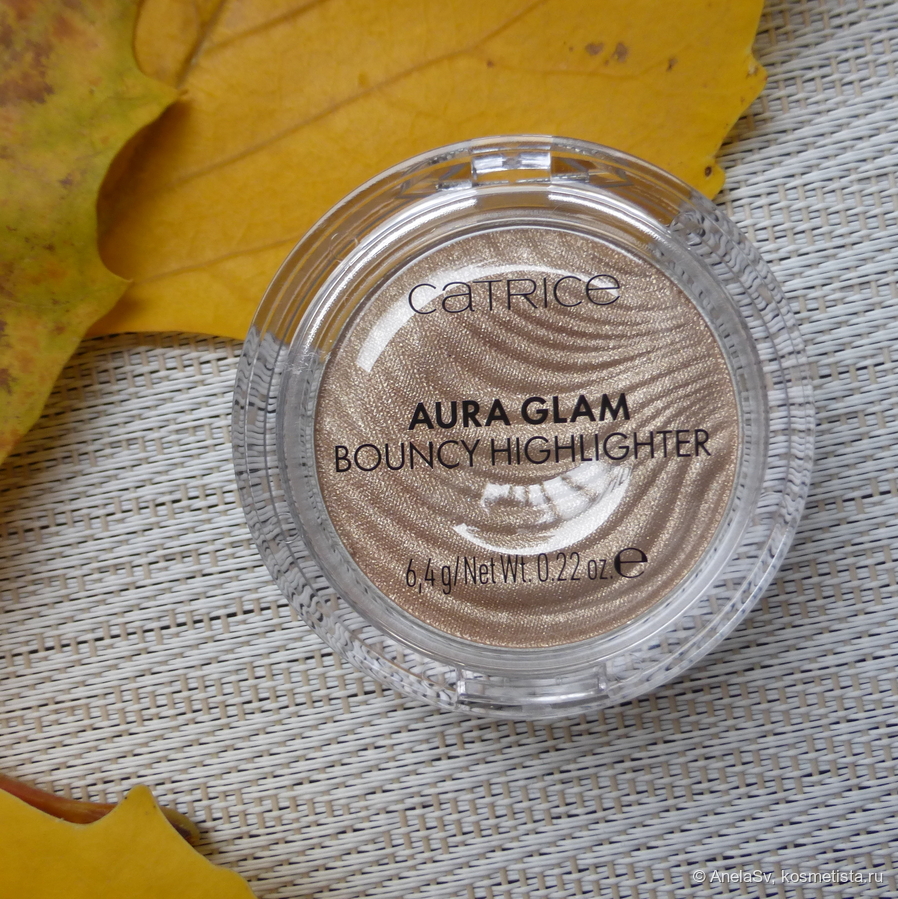 CATRICE
AURA GLAM
BOUNCY HIGHLIGHTER
6,4 g/Net Wt. 0.22 oz. e
© AnelaSv, kosmetista.ru